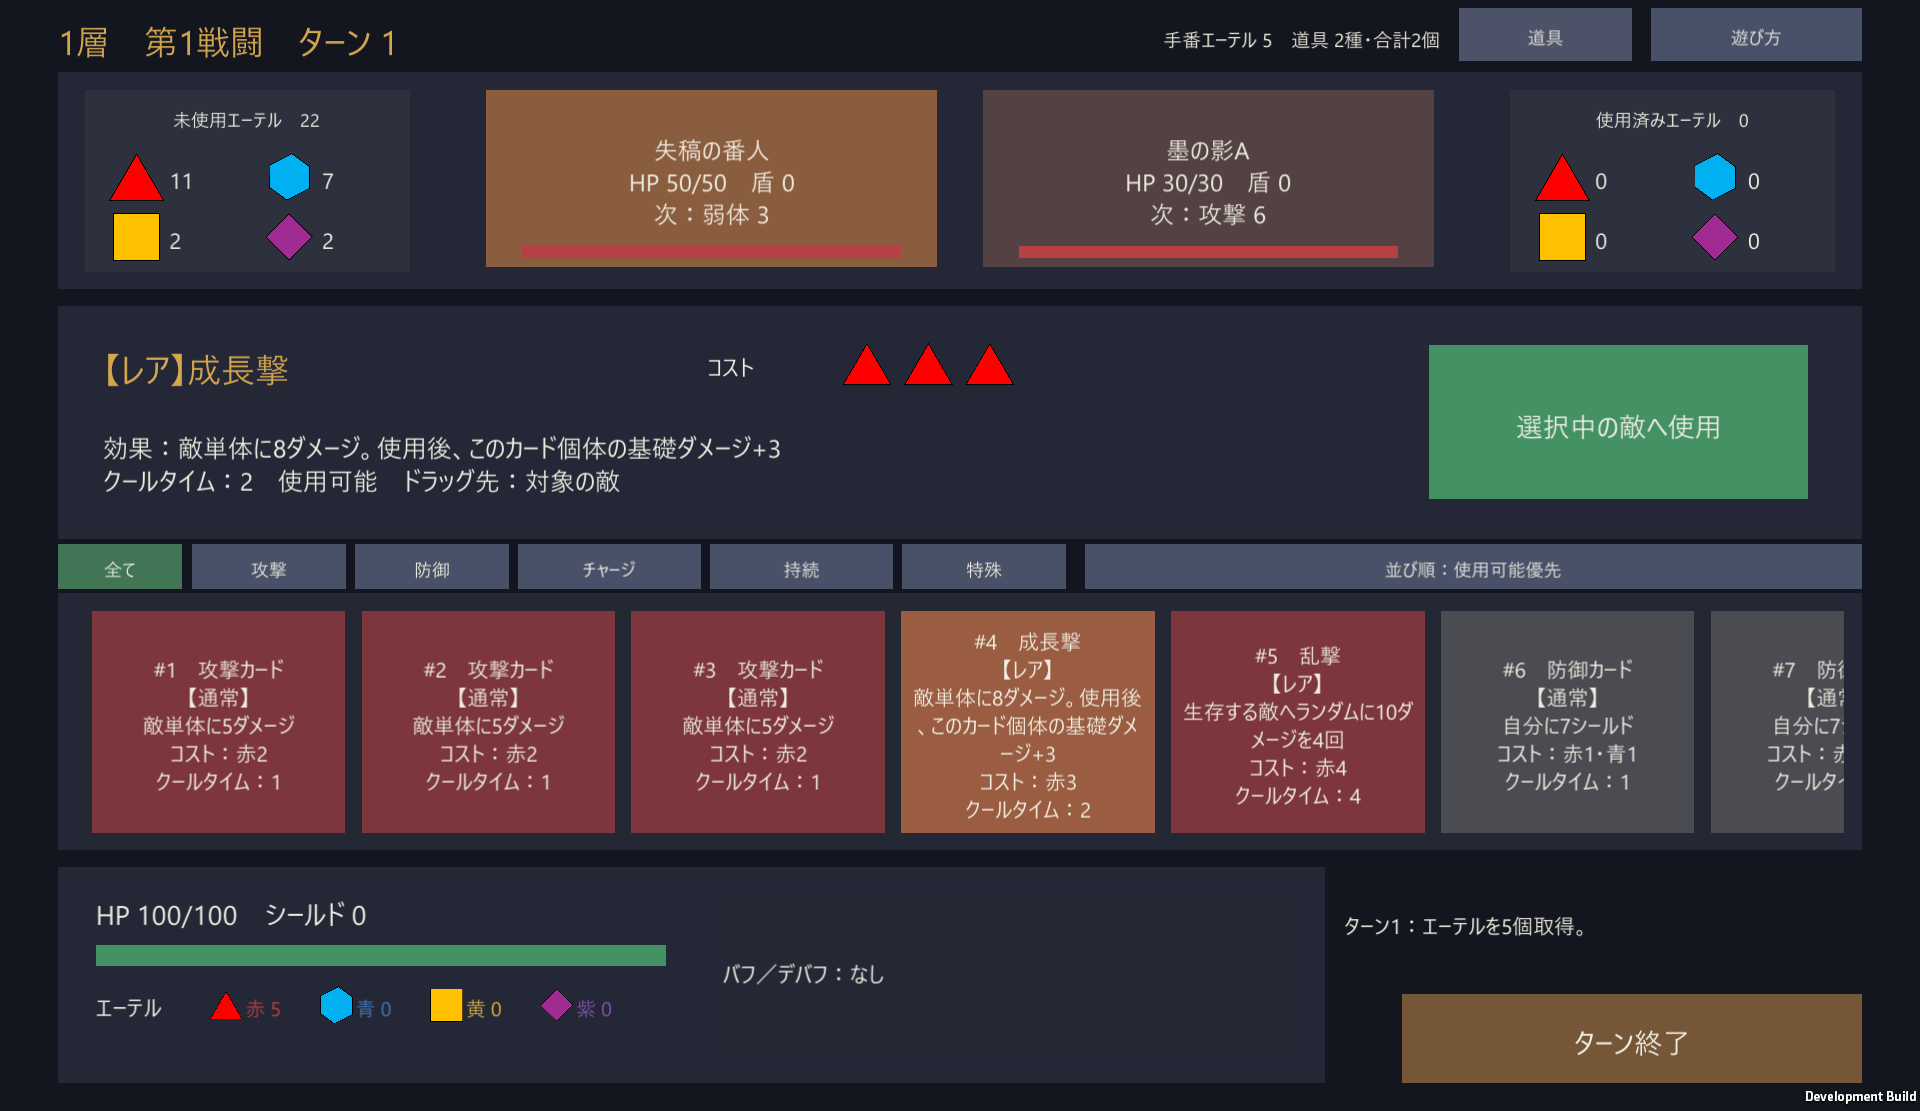 1層　第1戦闘　ターン 1
手番エーテル 5　道具 2種・合計2個
道具
遊び方
未使用エーテル　22
11
7
2
2
失稿の番人
HP 50/50　盾 0
次：弱体 3
墨の影A
HP 30/30　盾 0
次：攻撃 6
使用済みエーテル　0
0
0
0
0
【レア】成長撃
コスト
効果：敵単体に8ダメージ。使用後、このカード個体の基礎ダメージ+3
クールタイム：2　使用可能　ドラッグ先：対象の敵
選択中の敵へ使用
全て
攻撃
防御
チャージ
持続
特殊
並び順：使用可能優先
#1　攻撃カード
【通常】
敵単体に5ダメージ
コスト：赤2
クールタイム：1
#2　攻撃カード
【通常】
敵単体に5ダメージ
コスト：赤2
クールタイム：1
#3　攻撃カード
【通常】
敵単体に5ダメージ
コスト：赤2
クールタイム：1
#4　成長撃
【レア】
敵単体に8ダメージ。使用後
、このカード個体の基礎ダメ
ージ+3
コスト：赤3
クールタイム：2
#5　乱撃
【レア】
生存する敵へランダムに10ダ
メージを4回
コスト：赤4
クールタイム：4
#6　防御カード
【通常】
自分に7シールド
コスト：赤1・青1
クールタイム：1
#7　防
【通
自分に7
コスト：
クールタ
HP 100/100　シールド 0
バフ／デバフ：なし
エーテル
赤 5
青 0
黄 0
紫 0
ターン1：エーテルを5個取得。
ターン終了
Development Build